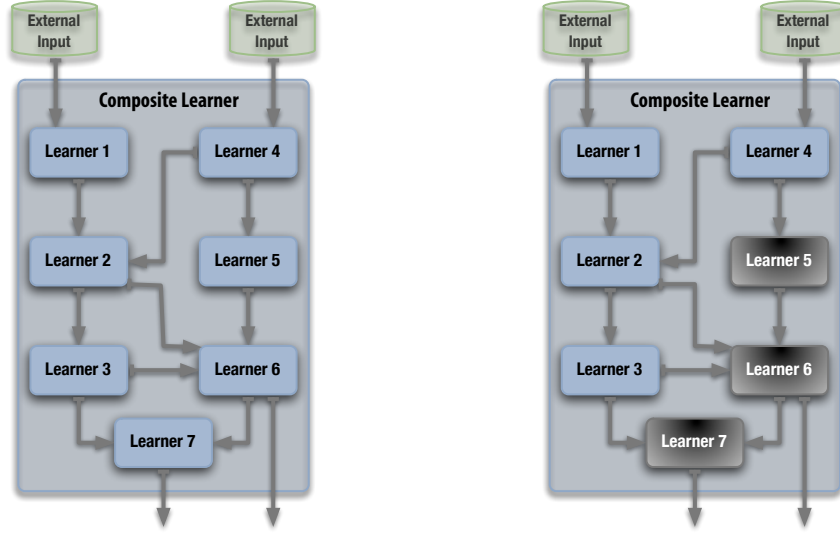 External
Input
External
Input
Composite Learner
Learner 1
Learner 4
Learner 2
Learner 5
Learner 3
Learner 6
Learner 7
External
Input
External
Input
Composite Learner
Learner 1
Learner 4
Learner 2
Learner 5
Learner 3
Learner 6
Learner 7